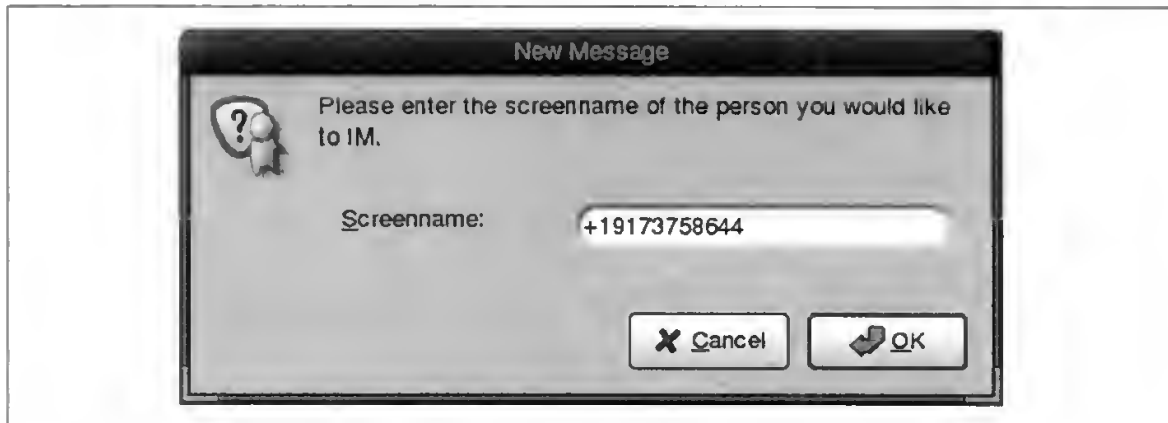 New Message
Please enter the screenname of the person you would like
to IM.
Screenname:
+19173758644
Cancel
OK